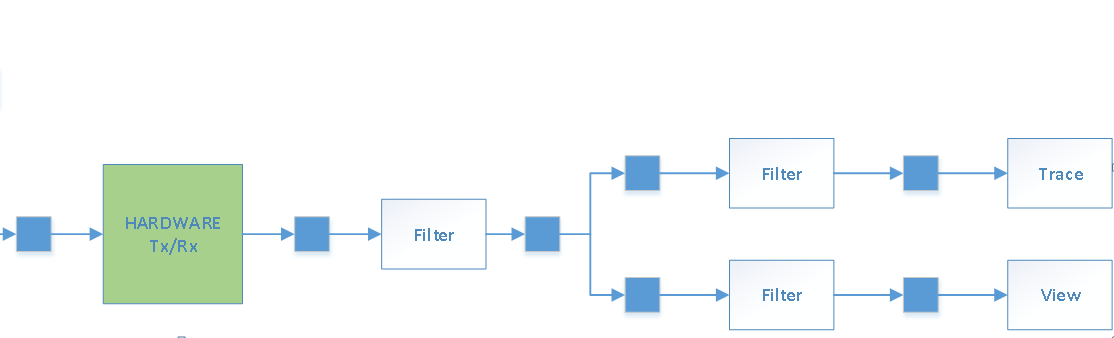 HARDWARE
Tx/Rx
Filter
Filter
Trace
Filter
View